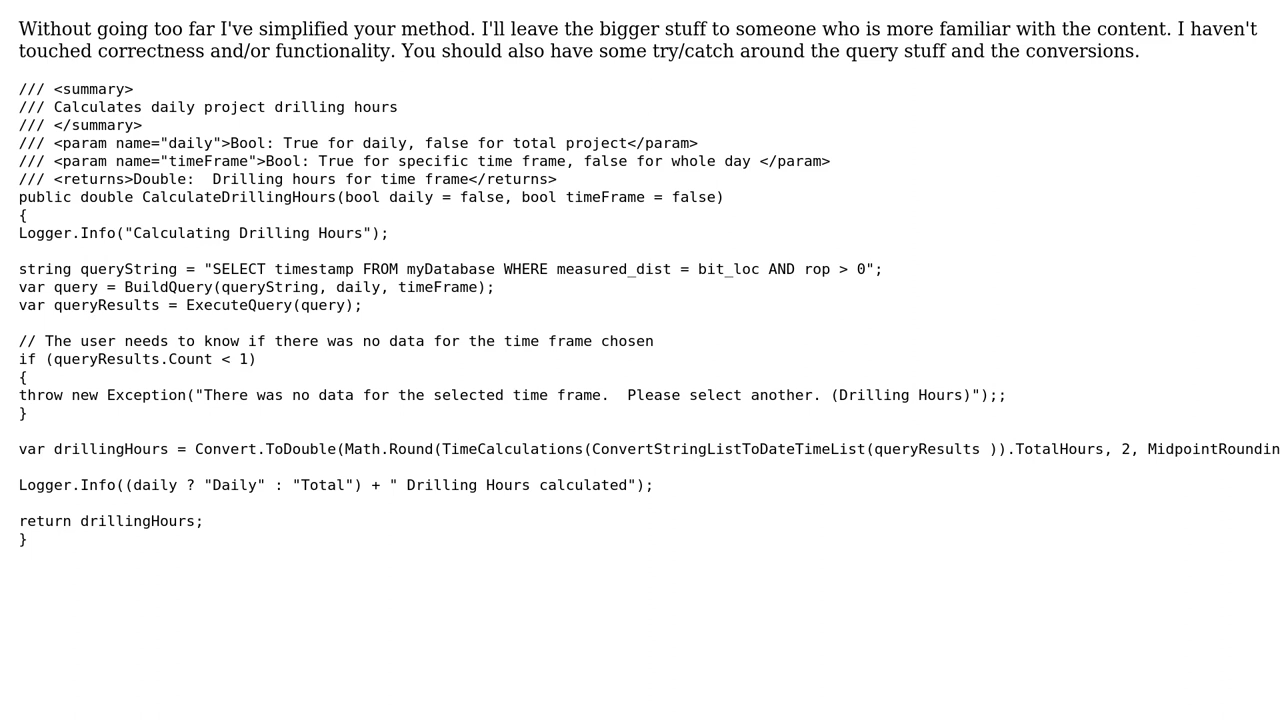 Without going too far I've simplified your method. I'll leave the bigger stuff to someone who is more familiar with the content. I haven't
touched correctness and/or functionality. You should also have some try/catch around the query stuff and the conversions.
/// <summary>
/// Calculates daily project drilling hours
/// </summary>
/// <param name="daily">Bool: True for daily, false for total project</param>
/// <param name="timeFrame">Bool: True for specific time frame, false for whole day </param>
/// <returns>Double:  Drilling hours for time frame</returns>
public double CalculateDrillingHours(bool daily = false, bool timeFrame = false)
{
Logger.Info("Calculating Drilling Hours");
string queryString = "SELECT timestamp FROM myDatabase WHERE measured_dist = bit_loc AND rop > 0";
var query = BuildQuery(queryString, daily, timeFrame);
var queryResults = ExecuteQuery(query);
// The user needs to know if there was no data for the time frame chosen
if (queryResults.Count < 1)
{
throw new Exception("There was no data for the selected time frame.  Please select another. (Drilling Hours)");;
}
var drillingHours = Convert.ToDouble(Math.Round(TimeCalculations(ConvertStringListToDateTimeList(queryResults )).TotalHours, 2, MidpointRoundin
Logger.Info((daily ? "Daily" : "Total") + " Drilling Hours calculated");
return drillingHours;
}